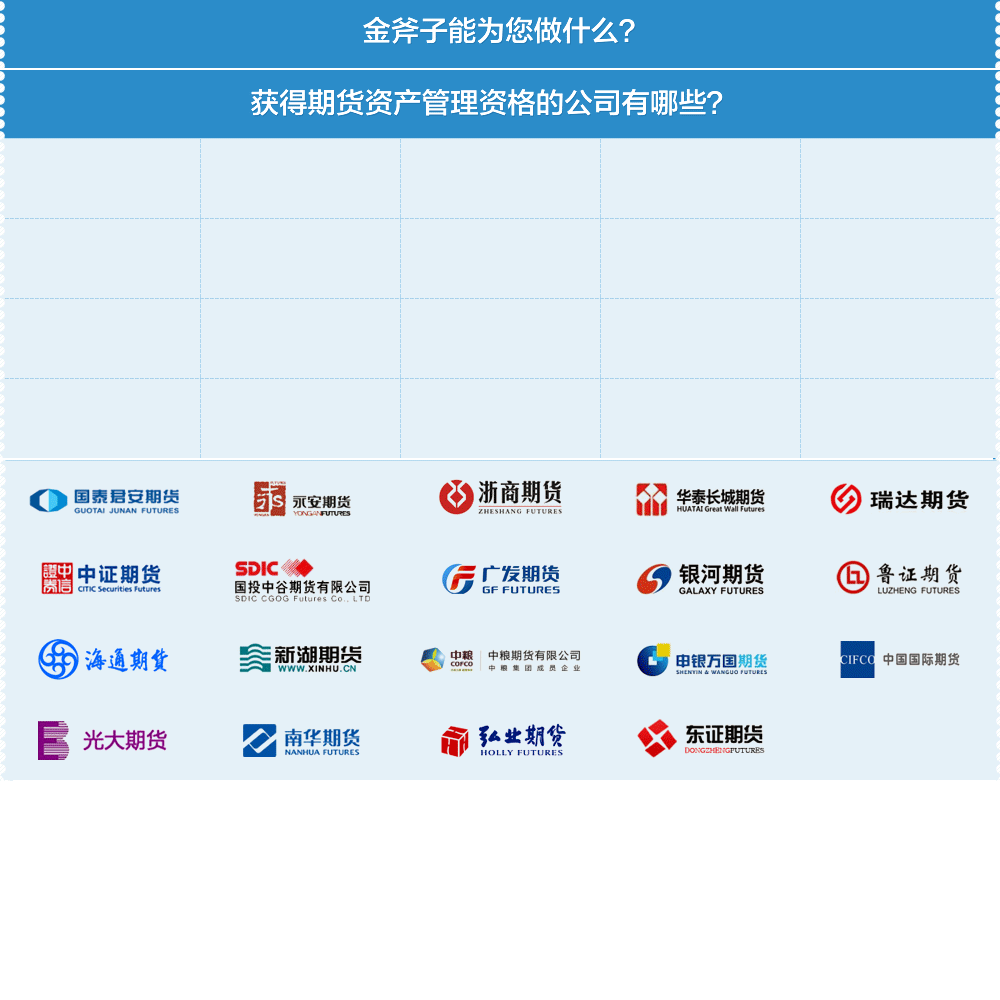 金斧子能为您做什么?
获得期货资产管理资格的公司有哪些?
国泰君安期货
GUOTAI JUNAN FUTURES
永安期货
YONGANFUTURES
浙商期货
ZHESHANG FUTURES
华泰长城期货
HUATAI Great Wall Futures
瑞达期货
中信證券
中证期货
CITIC Securities Futures
SDIC
国投中谷期货有限公司
SDIC CGOG Futures Co., LTD
广发期货
GF FUTURES
银河期货
GALAXY FUTURES
鲁证期货
LUZHENG FUTURES
海通期货
新湖期货
WWW.XINHU.CN
中粮
COFCO
中粮期货有限公司
中粮集团成员企业
申银万国期货
SHENYIN & WANGUO FUTURES
CIFCO
中国国际期货
光大期货
南华期货
NANHUA FUTURES
弘业期货
HOLLY FUTURES
东证期货
DONGZHENGFUTURES